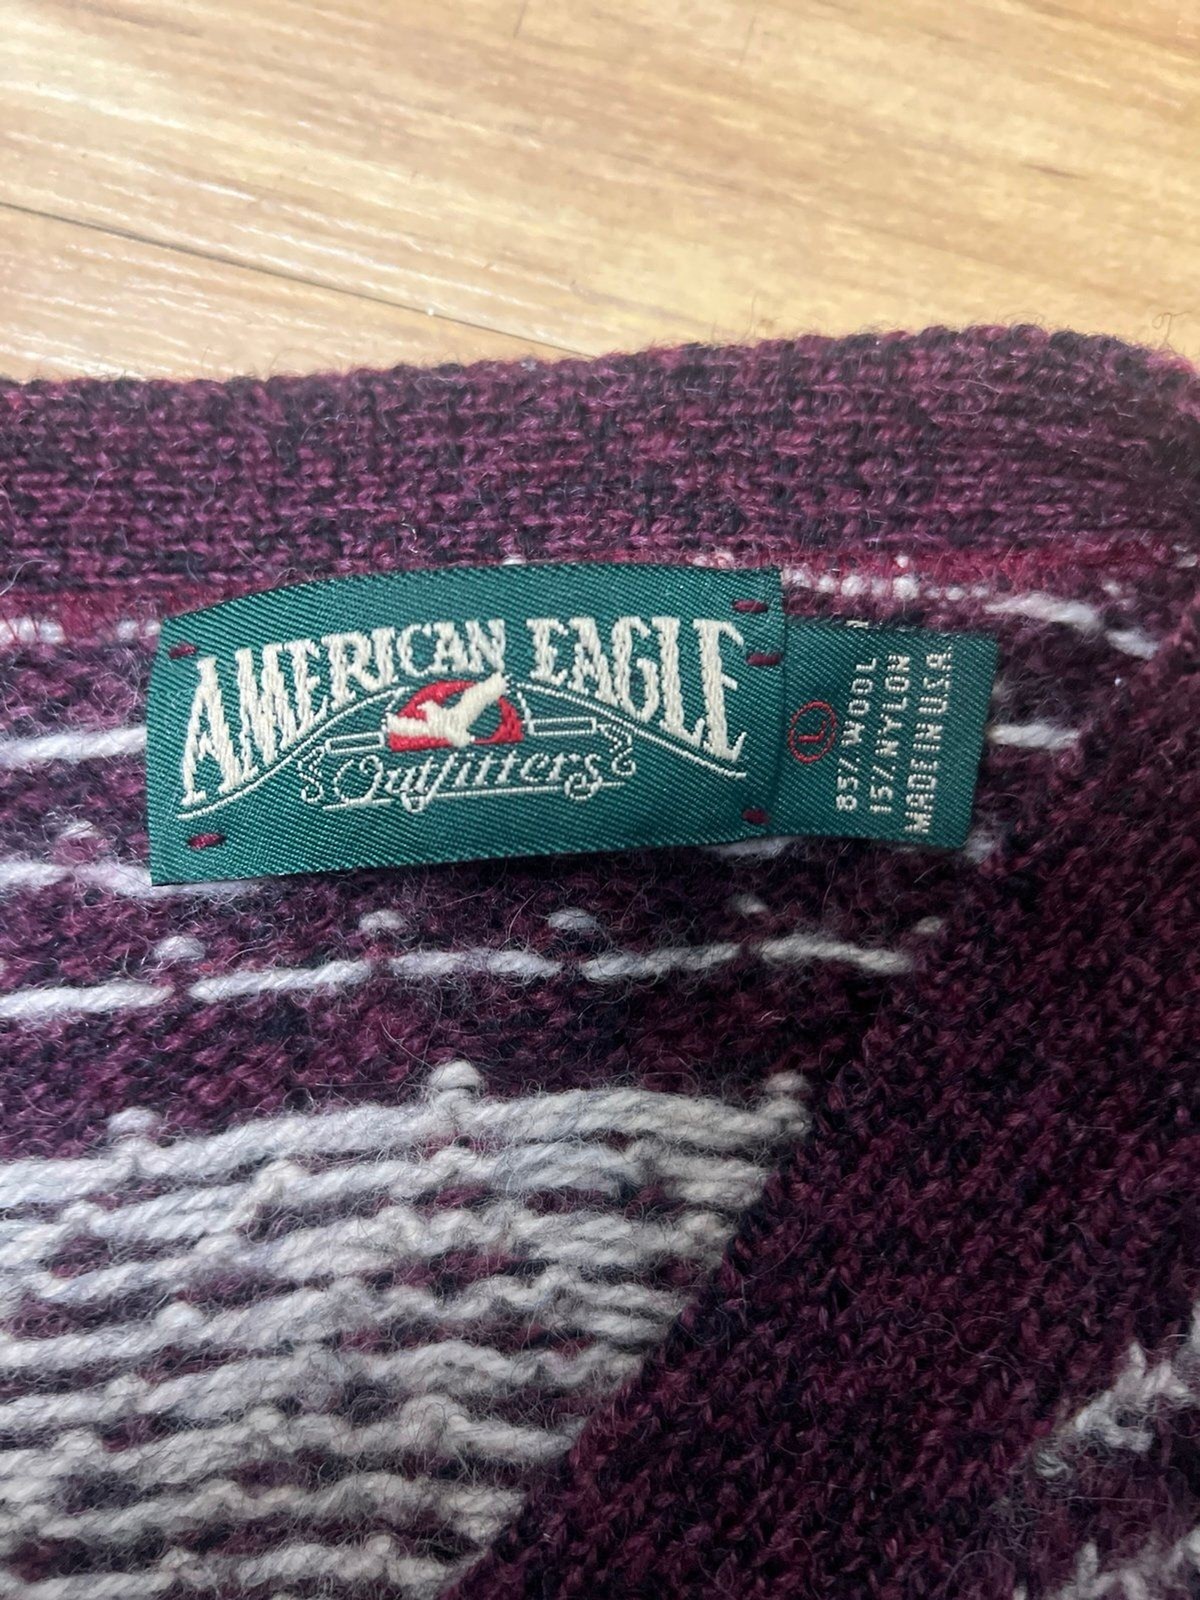 AMERICAN EAGLE
Outfitters
L
85% WOOL
15% NYLON
MADE IN U.S.A.